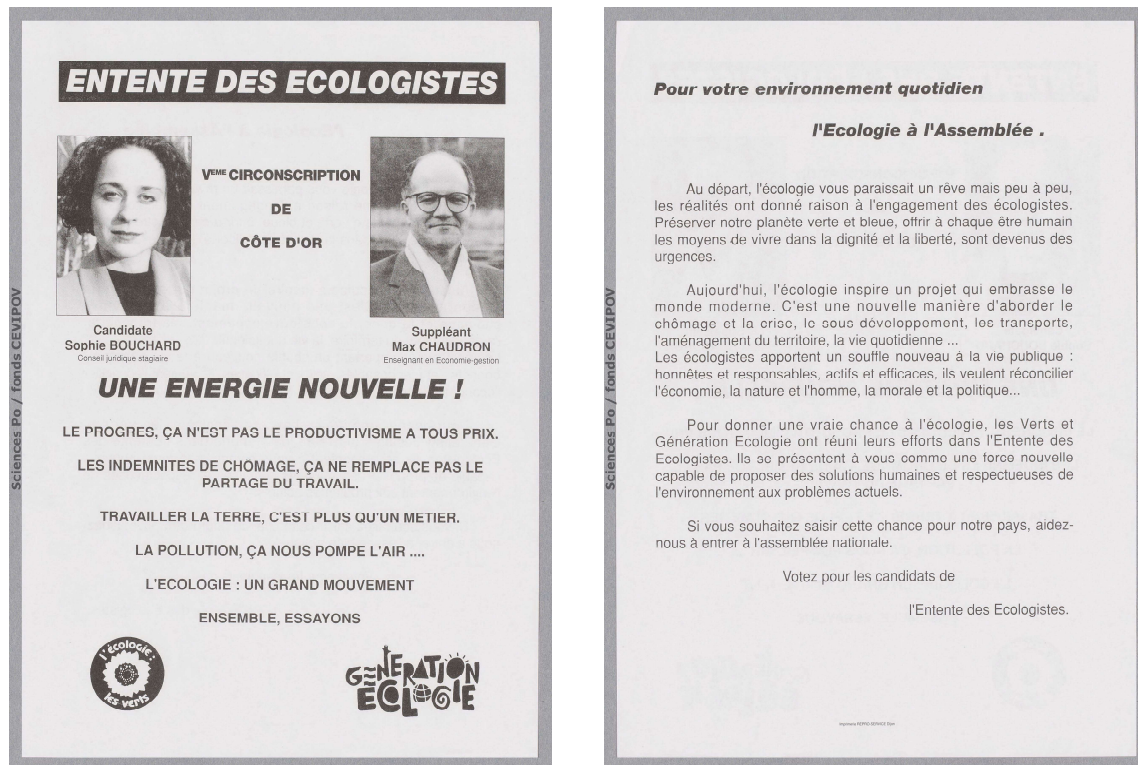 ENTENTE DES ECOLOGISTES
VEME CIRCONSCRIPTION
DE
CÔTE D'OR
Candidate
Sophie BOUCHARD
Conseil juridique stagiaire
Suppléant
Max CHAUDRON
Enseignant en Economie-gestion
UNE ENERGIE NOUVELLE !
LE PROGRES, ÇA N'EST PAS LE PRODUCTIVISME A TOUS PRIX.
LES INDEMNITES DE CHOMAGE, ÇA NE REMPLACE PAS LE
PARTAGE DU TRAVAIL.
TRAVAILLER LA TERRE, C'EST PLUS QU'UN METIER.
LA POLLUTION, ÇA NOUS POMPE L'AIR ....
L'ECOLOGIE : UN GRAND MOUVEMENT
ENSEMBLE, ESSAYONS
l'écologie :
les verts
GENERATION
ECOLOGIE
Sciences Po / fonds CEVIPOV
Pour votre environnement quotidien
l'Ecologie à l'Assemblée .
Au départ, l'écologie vous paraissait un rêve mais peu à peu,
les réalités ont donné raison à l'engagement des écologistes.
Préserver notre planète verte et bleue, offrir à chaque être humain
les moyens de vivre dans la dignité et la liberté, sont devenus des
urgences.
Aujourd'hui, l'écologie inspire un projet qui embrasse le
monde moderne. C'est une nouvelle manière d'aborder le
chômage et la crise, le sous développement, les transports,
l'aménagement du territoire, la vie quotidienne ...
Les écologistes apportent un souffle nouveau à la vie publique :
honnêtes et responsables, actifs et efficaces, ils veulent réconcilier
l'économie, la nature et l'homme, la morale et la politique...
Pour donner une vraie chance à l'écologie, les Verts et
Génération Ecologie ont réuni leurs efforts dans l'Entente des
Ecologistes. Ils se présentent à vous comme une force nouvelle
capable de proposer des solutions humaines et respectueuses de
l'environnement aux problèmes actuels.
Si vous souhaitez saisir cette chance pour notre pays, aidez-
nous à entrer à l'assemblée nationale.
Votez pour les candidats de
l'Entente des Ecologistes.
Sciences Po / fonds CEVIPOV